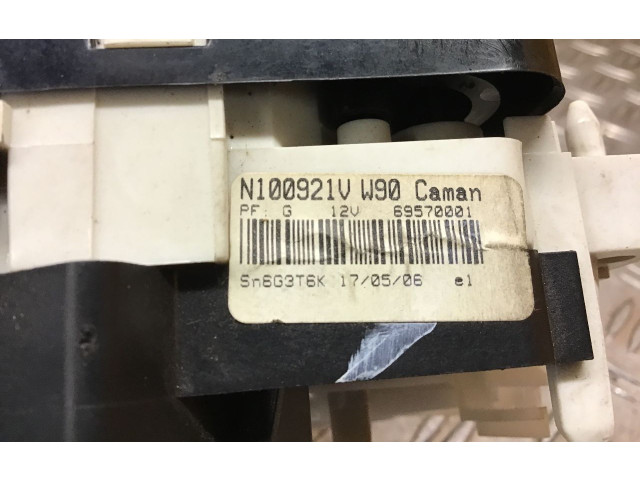 N100921V W90 Caman
PF: G 12V 69570001
Sn6G3T6K 17/05/06 e1